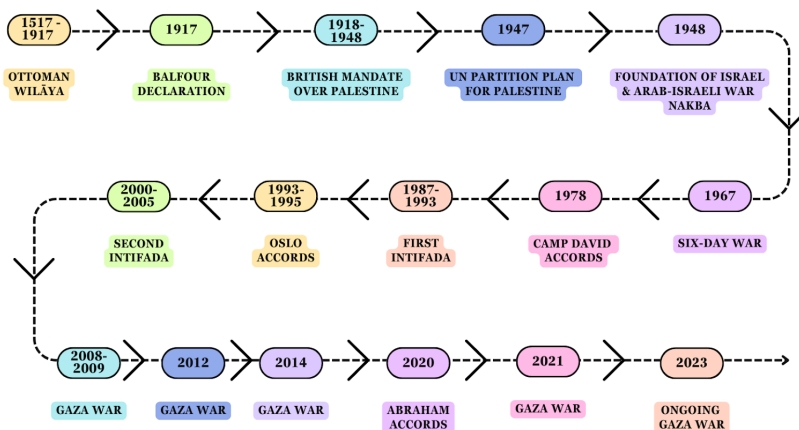 1517 -
1917
OTTOMAN
WILĀYA
1917
BALFOUR
DECLARATION
1918-
1948
BRITISH MANDATE
OVER PALESTINE
1947
UN PARTITION PLAN
FOR PALESTINE
1948
FOUNDATION OF ISRAEL
& ARAB-ISRAELI WAR
NAKBA
1967
SIX-DAY WAR
1978
CAMP DAVID
ACCORDS
1987-
1993
FIRST
INTIFADA
1993-
1995
OSLO
ACCORDS
2000-
2005
SECOND
INTIFADA
2008-
2009
GAZA WAR
2012
GAZA WAR
2014
GAZA WAR
2020
ABRAHAM
ACCORDS
2021
GAZA WAR
2023
ONGOING
GAZA WAR